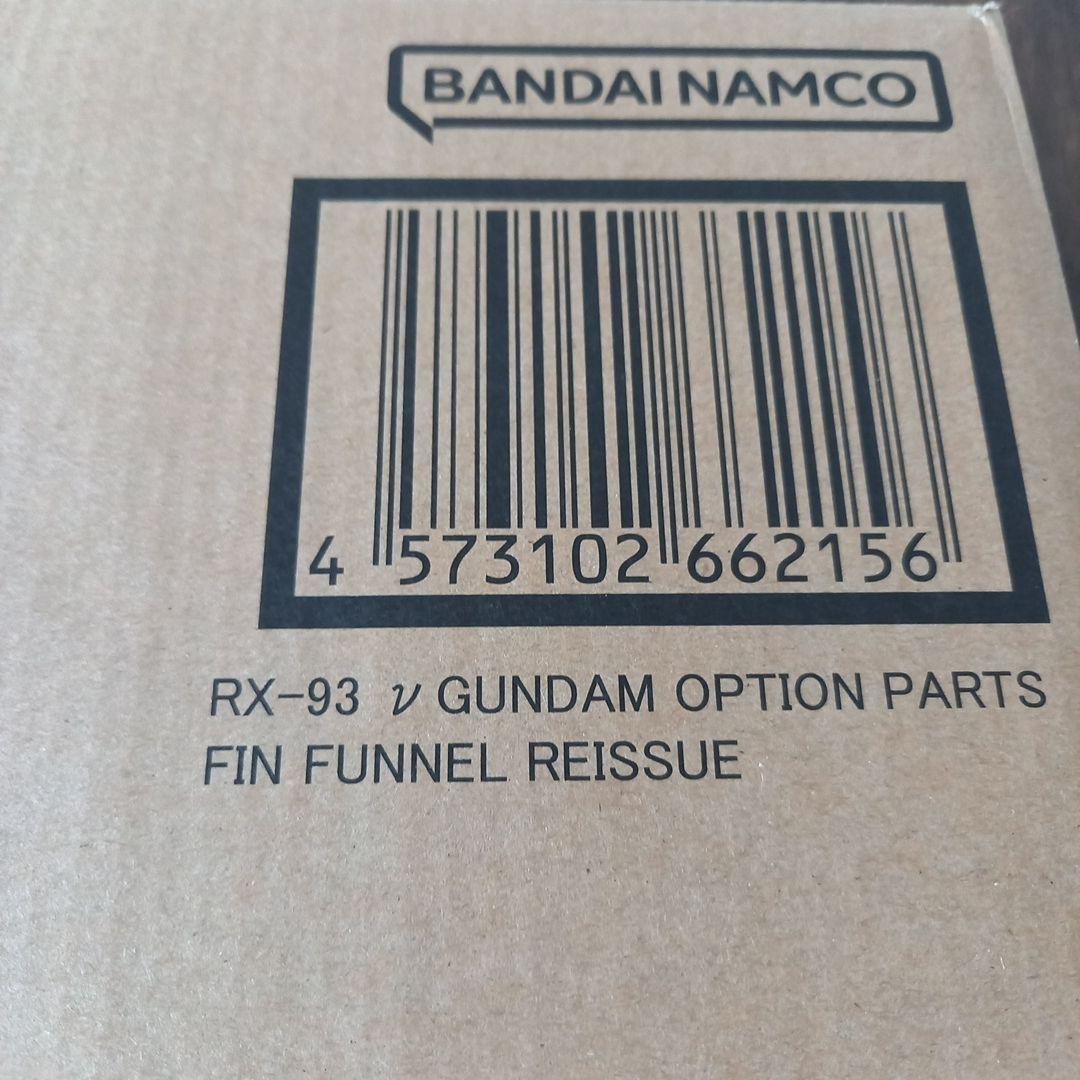 BANDAI NAMCO
4 573102 662156
RX-93 ν GUNDAM OPTION PARTS
FIN FUNNEL REISSUE